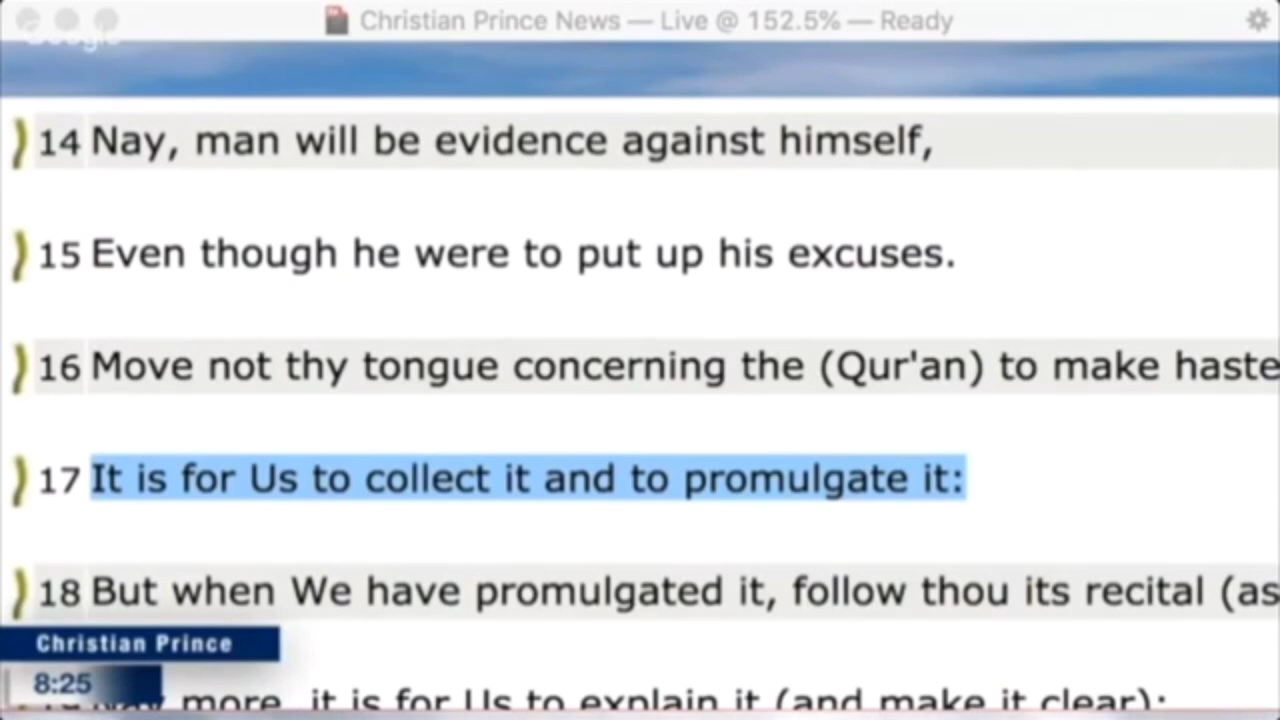 Christian Prince News — Live @ 152.5% — Ready
Google
14 Nay, man will be evidence against himself,
15 Even though he were to put up his excuses.
16 Move not thy tongue concerning the (Qur'an) to make haste
17 It is for Us to collect it and to promulgate it:
18 But when We have promulgated it, follow thou its recital (as
Christian Prince
8:25
more, it is for Us to explain it (and make it clear):